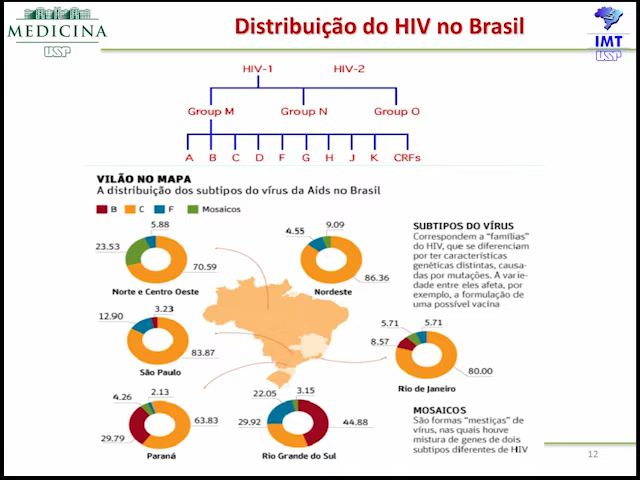 MEDICINA
USP
Distribuição do HIV no Brasil
IMT
USP
HIV-1 HIV-2
Group M Group N Group O
A B C D F G H J K CRFs
VILÃO NO MAPA
A distribuição dos subtipos do vírus da Aids no Brasil
B C F Mosaicos
5.88
23.53
70.59
Norte e Centro Oeste
9.09
4.55
86.36
Nordeste
SUBTIPOS DO VÍRUS
Correspondem a "famílias"
do HIV, que se diferenciam
por ter características
genéticas distintas, causa-
das por mutações. A varie-
dade entre eles afeta, por
exemplo, a formulação de
uma possível vacina
3.23
12.90
83.87
São Paulo
5.71 5.71
8.57
80.00
Rio de Janeiro
2.13
4.26
63.83
29.79
Paraná
3.15
22.05
29.92
44.88
Rio Grande do Sul
MOSAICOS
São formas "mestiças" de
vírus, nas quais houve
mistura de genes de dois
subtipos diferentes de HIV
12